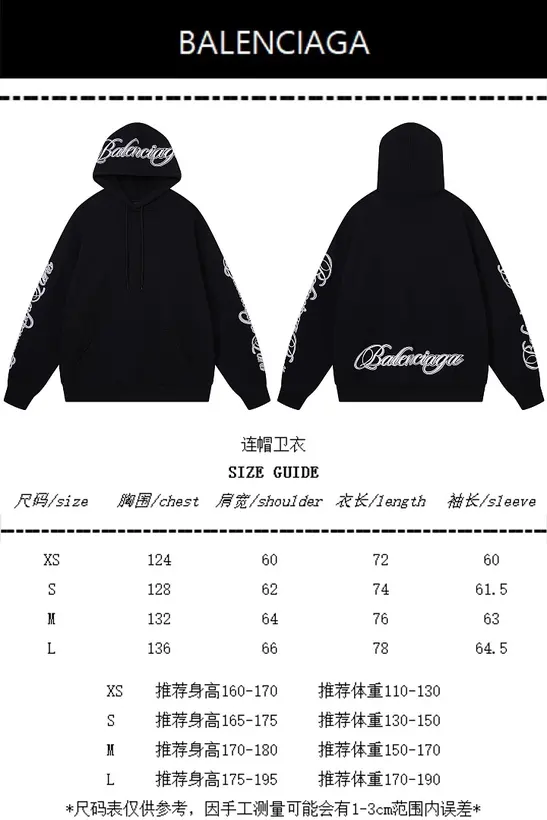 BALENCIAGA
Balenciaga
Balenciaga
连帽卫衣
SIZE GUIDE
尺码/size 胸围/chest 肩宽/shoulder 衣长/length 袖长/sleeve
XS 124 60 72 60
S 128 62 74 61.5
M 132 64 76 63
L 136 66 78 64.5
XS 推荐身高160-170 推荐体重110-130
S 推荐身高165-175 推荐体重130-150
M 推荐身高170-180 推荐体重150-170
L 推荐身高175-195 推荐体重170-190
*尺码表仅供参考，因手工测量可能会有1-3cm范围内误差*